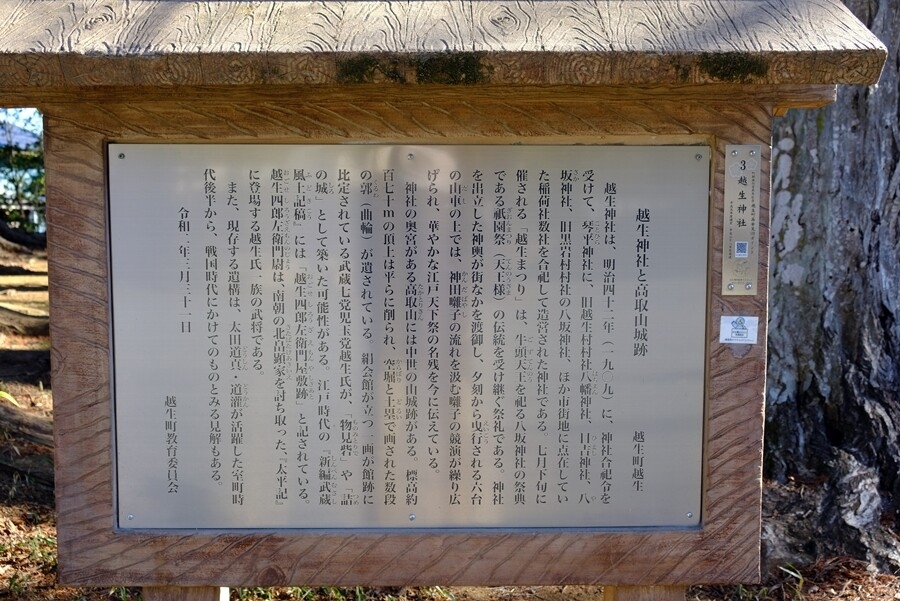 越生神社と高取山城跡　越生町越生
越生神社は、明治四十二年（一九〇九）に、神社合祀令を
受けて、琴平神社に、旧越生村村社八幡神社、日吉神社、八
坂神社、旧黒岩村村社の八坂神社、ほか市街地に点在してい
た稲荷社数社を合祀して造営された神社である。七月下旬に
催される「越生まつり」は、牛頭天王を祀る八坂神社の祭典
である祇園祭（天王様）の伝統を受け継ぐ祭礼である。神社
を出立した神輿が街なかを渡御し、夕刻から曳行される六台
の山車の上では、神田囃子の流れを汲む囃子の競演が繰り広
げられ、華やかな江戸天下祭の名残を今に伝えている。
神社の奥宮がある高取山には中世の山城跡がある。標高約
百七十mの頂上は平らに削られ、空堀と土塁で画された数段
の郭（曲輪）が遺されている。組会館が立つ一画が館跡に
比定されている武蔵七党児玉党越生氏が、「物見砦」や「詰
の城」として築いた可能性がある。江戸時代の『新編武蔵
風土記稿』には「越生四郎左衛門屋敷跡」と記されている。
越生四郎左衛門尉は、南朝の北畠顕家を討ち取った、『太平記』
に登場する越生氏一族の武将である。
また、現存する遺構は、太田道真・道灌が活躍した室町時
代後半から、戦国時代にかけてのものとみる見解もある。
令和二年三月三十一日
越生町教育委員会
3
越生神社